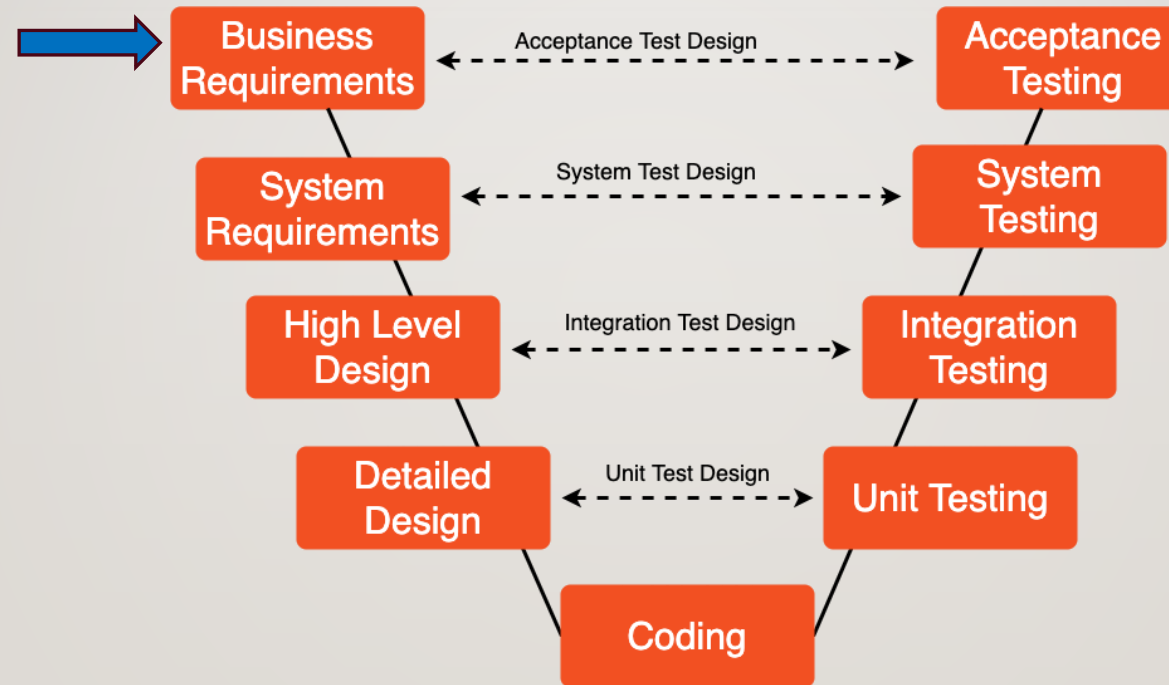 Business
Requirements
Acceptance Test Design
Acceptance
Testing
System
Requirements
System Test Design
System
Testing
High Level
Design
Integration Test Design
Integration
Testing
Detailed
Design
Unit Test Design
Unit Testing
Coding